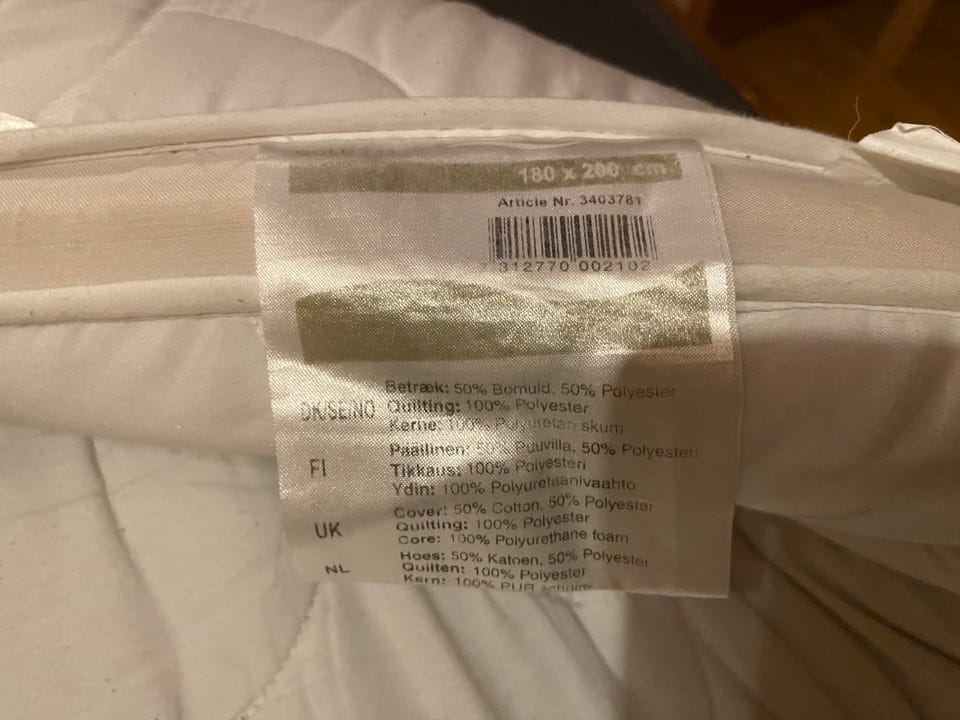 180 x 200 cm
Article Nr. 3403781
7 312770 002102
DK/SE/NO
Betræk: 50% Bomuld, 50% Polyester
Quilting: 100% Polyester
Kerne: 100% Polyuretan skum
FI
Päällinen: 50% Puuvilla, 50% Polyesteri
Tikkaus: 100% Polyesteri
Ydin: 100% Polyuretaanivaahto
UK
Cover: 50% Cotton, 50% Polyester
Quilting: 100% Polyester
Core: 100% Polyurethane foam
NL
Hoes: 50% Katoen, 50% Polyester
Quilten: 100% Polyester
Kern: 100% PUR schuim